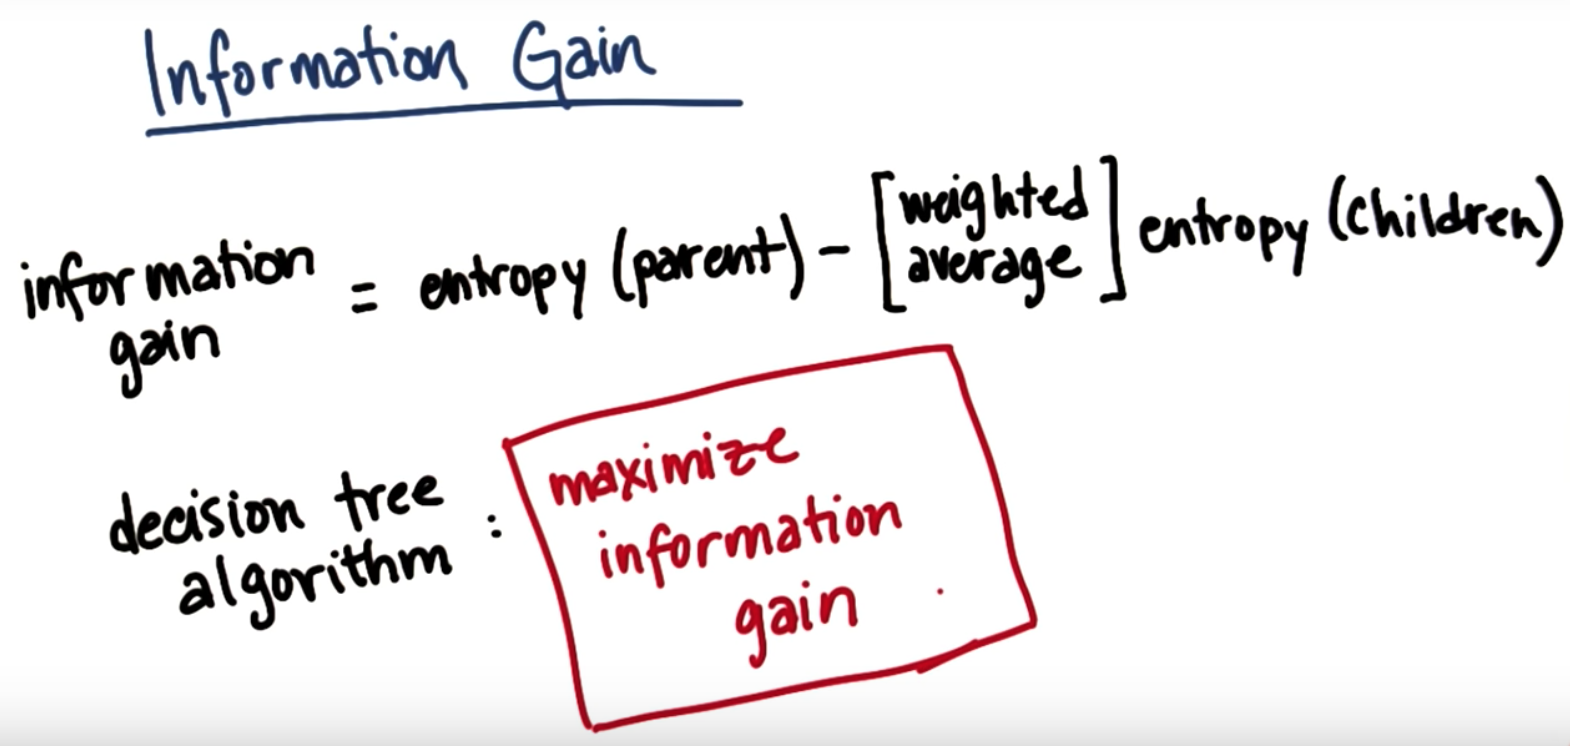 Information Gain
information gain = entropy (parent) - [weighted average] entropy (children)
decision tree algorithm : maximize information gain